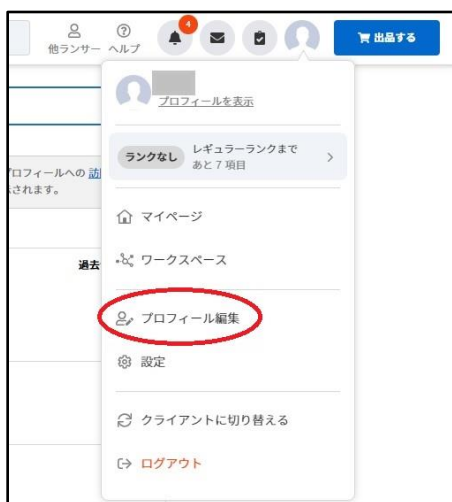 4
他ランサー ヘルプ
出品する
プロフィールを表示
ランクなし レギュラーランクまで
あと7項目
プロフィールへの 訪
されます。
マイページ
ワークスペース
過去
プロフィール編集
設定
クライアントに切り替える
ログアウト